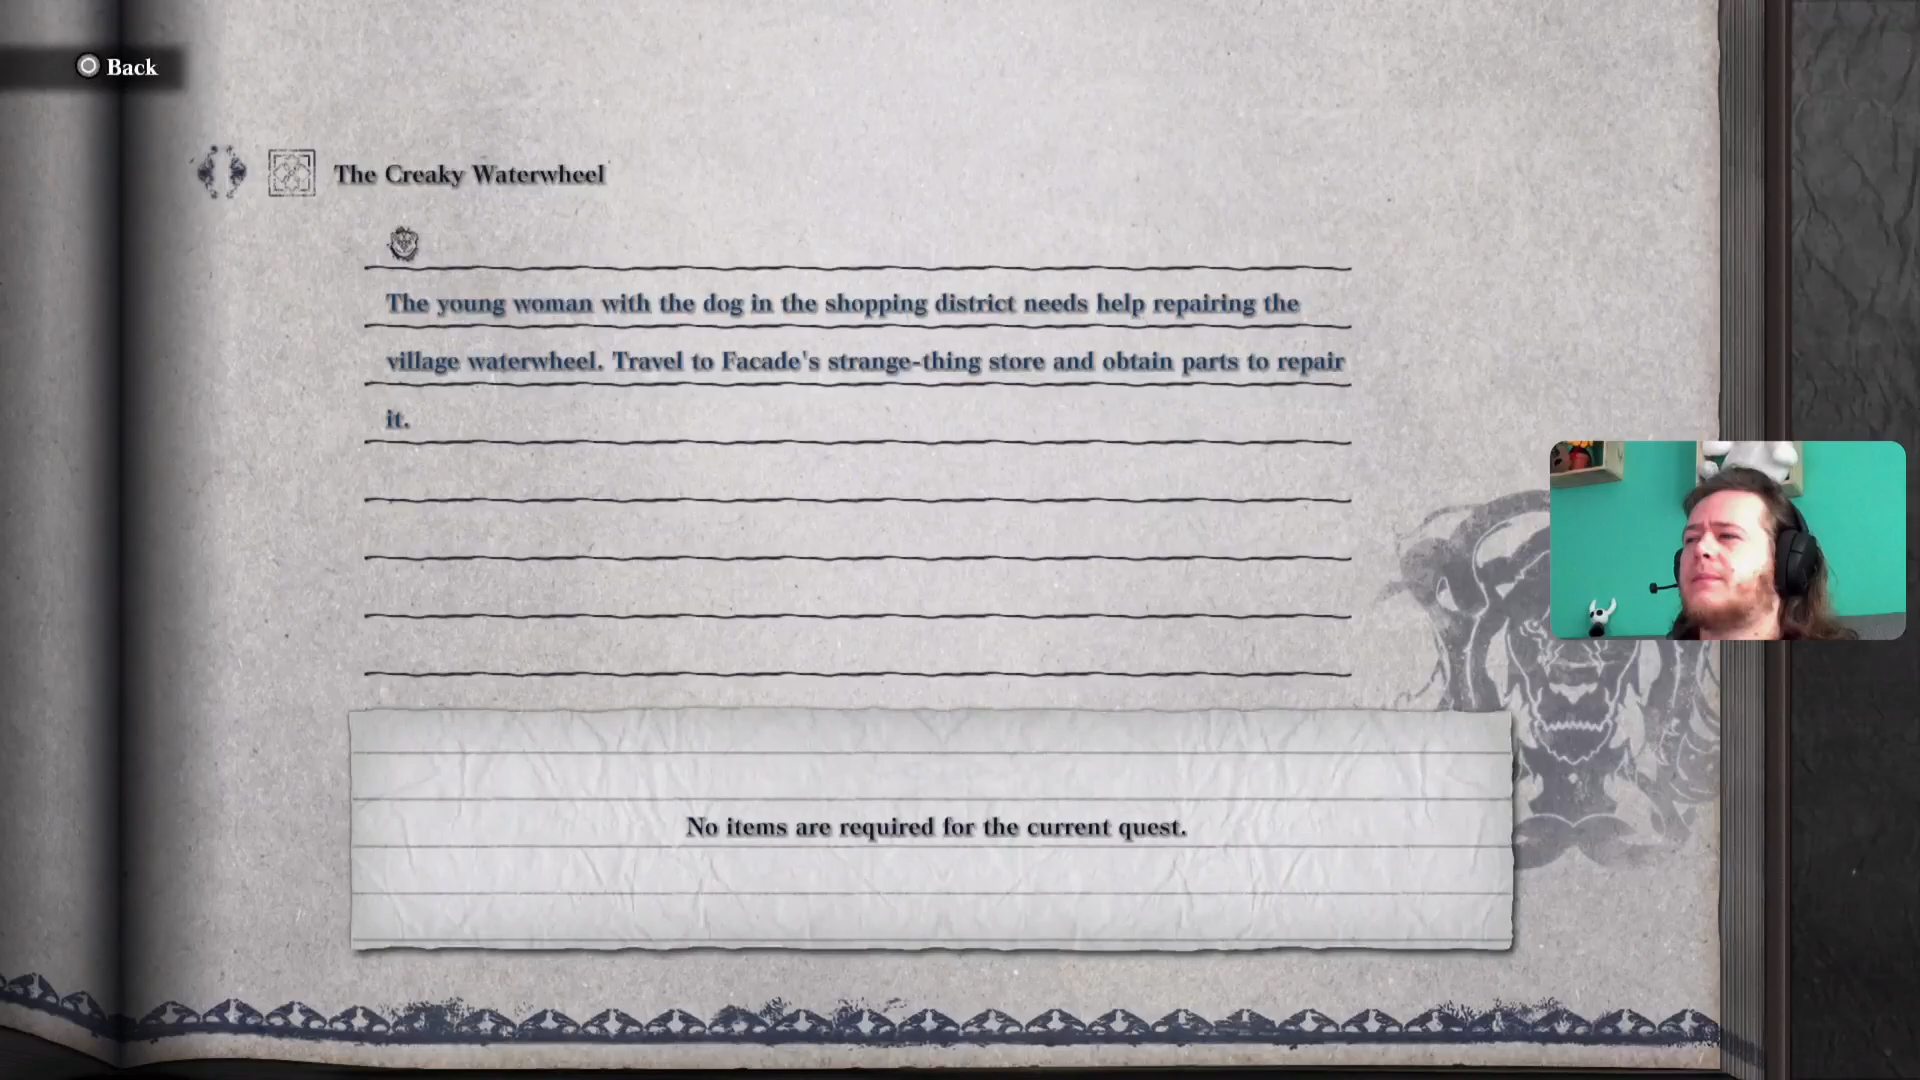 Back
The Creaky Waterwheel
The young woman with the dog in the shopping district needs help repairing the
village waterwheel. Travel to Facade's strange-thing store and obtain parts to repair
it.
No items are required for the current quest.